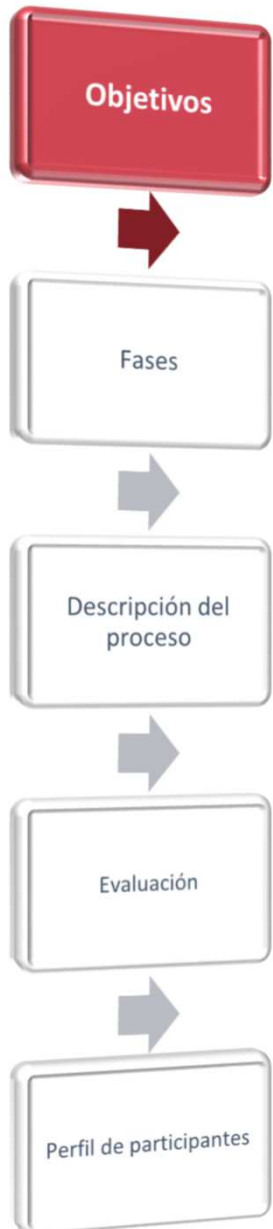 Objetivos
Fases
Descripción del
proceso
Evaluación
Perfil de participantes